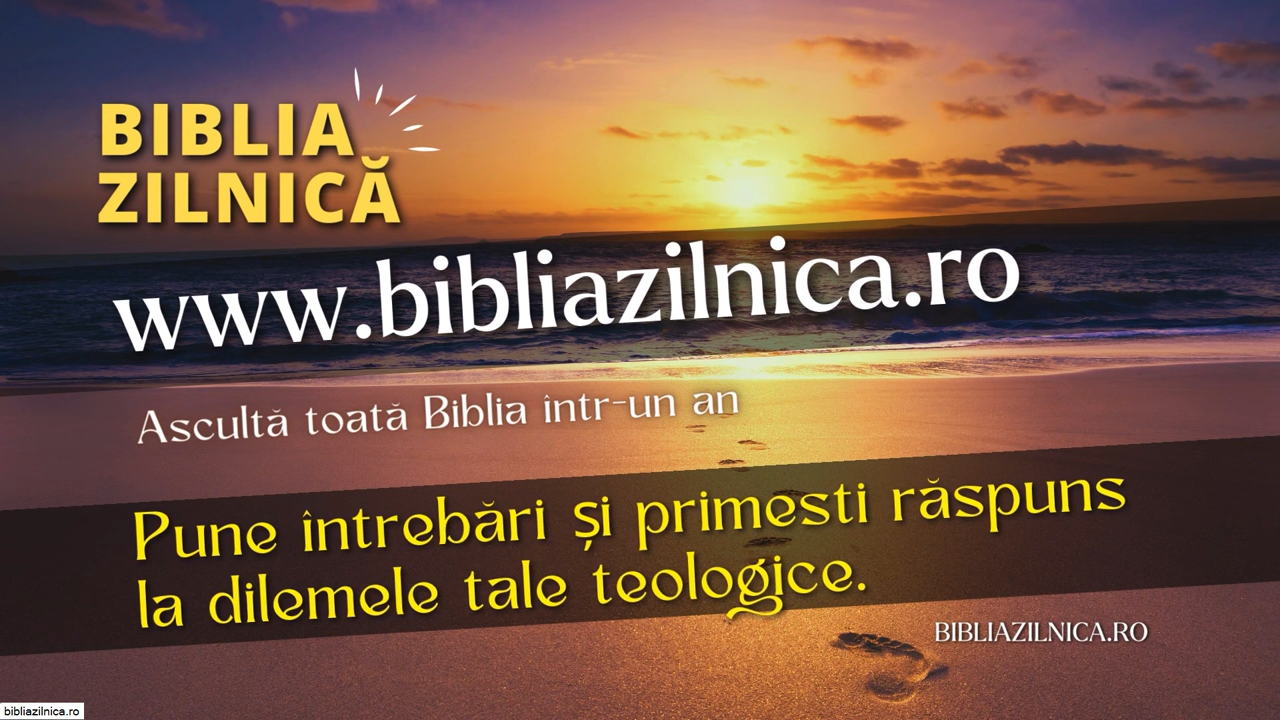 BIBLIA
ZILNICĂ
www.bibliazilnica.ro
Ascultă toată Biblia într-un an
Pune întrebări și primesti răspuns
la dilemele tale teologice.
BIBLIAZILNICA.RO
bibliazilnica.ro